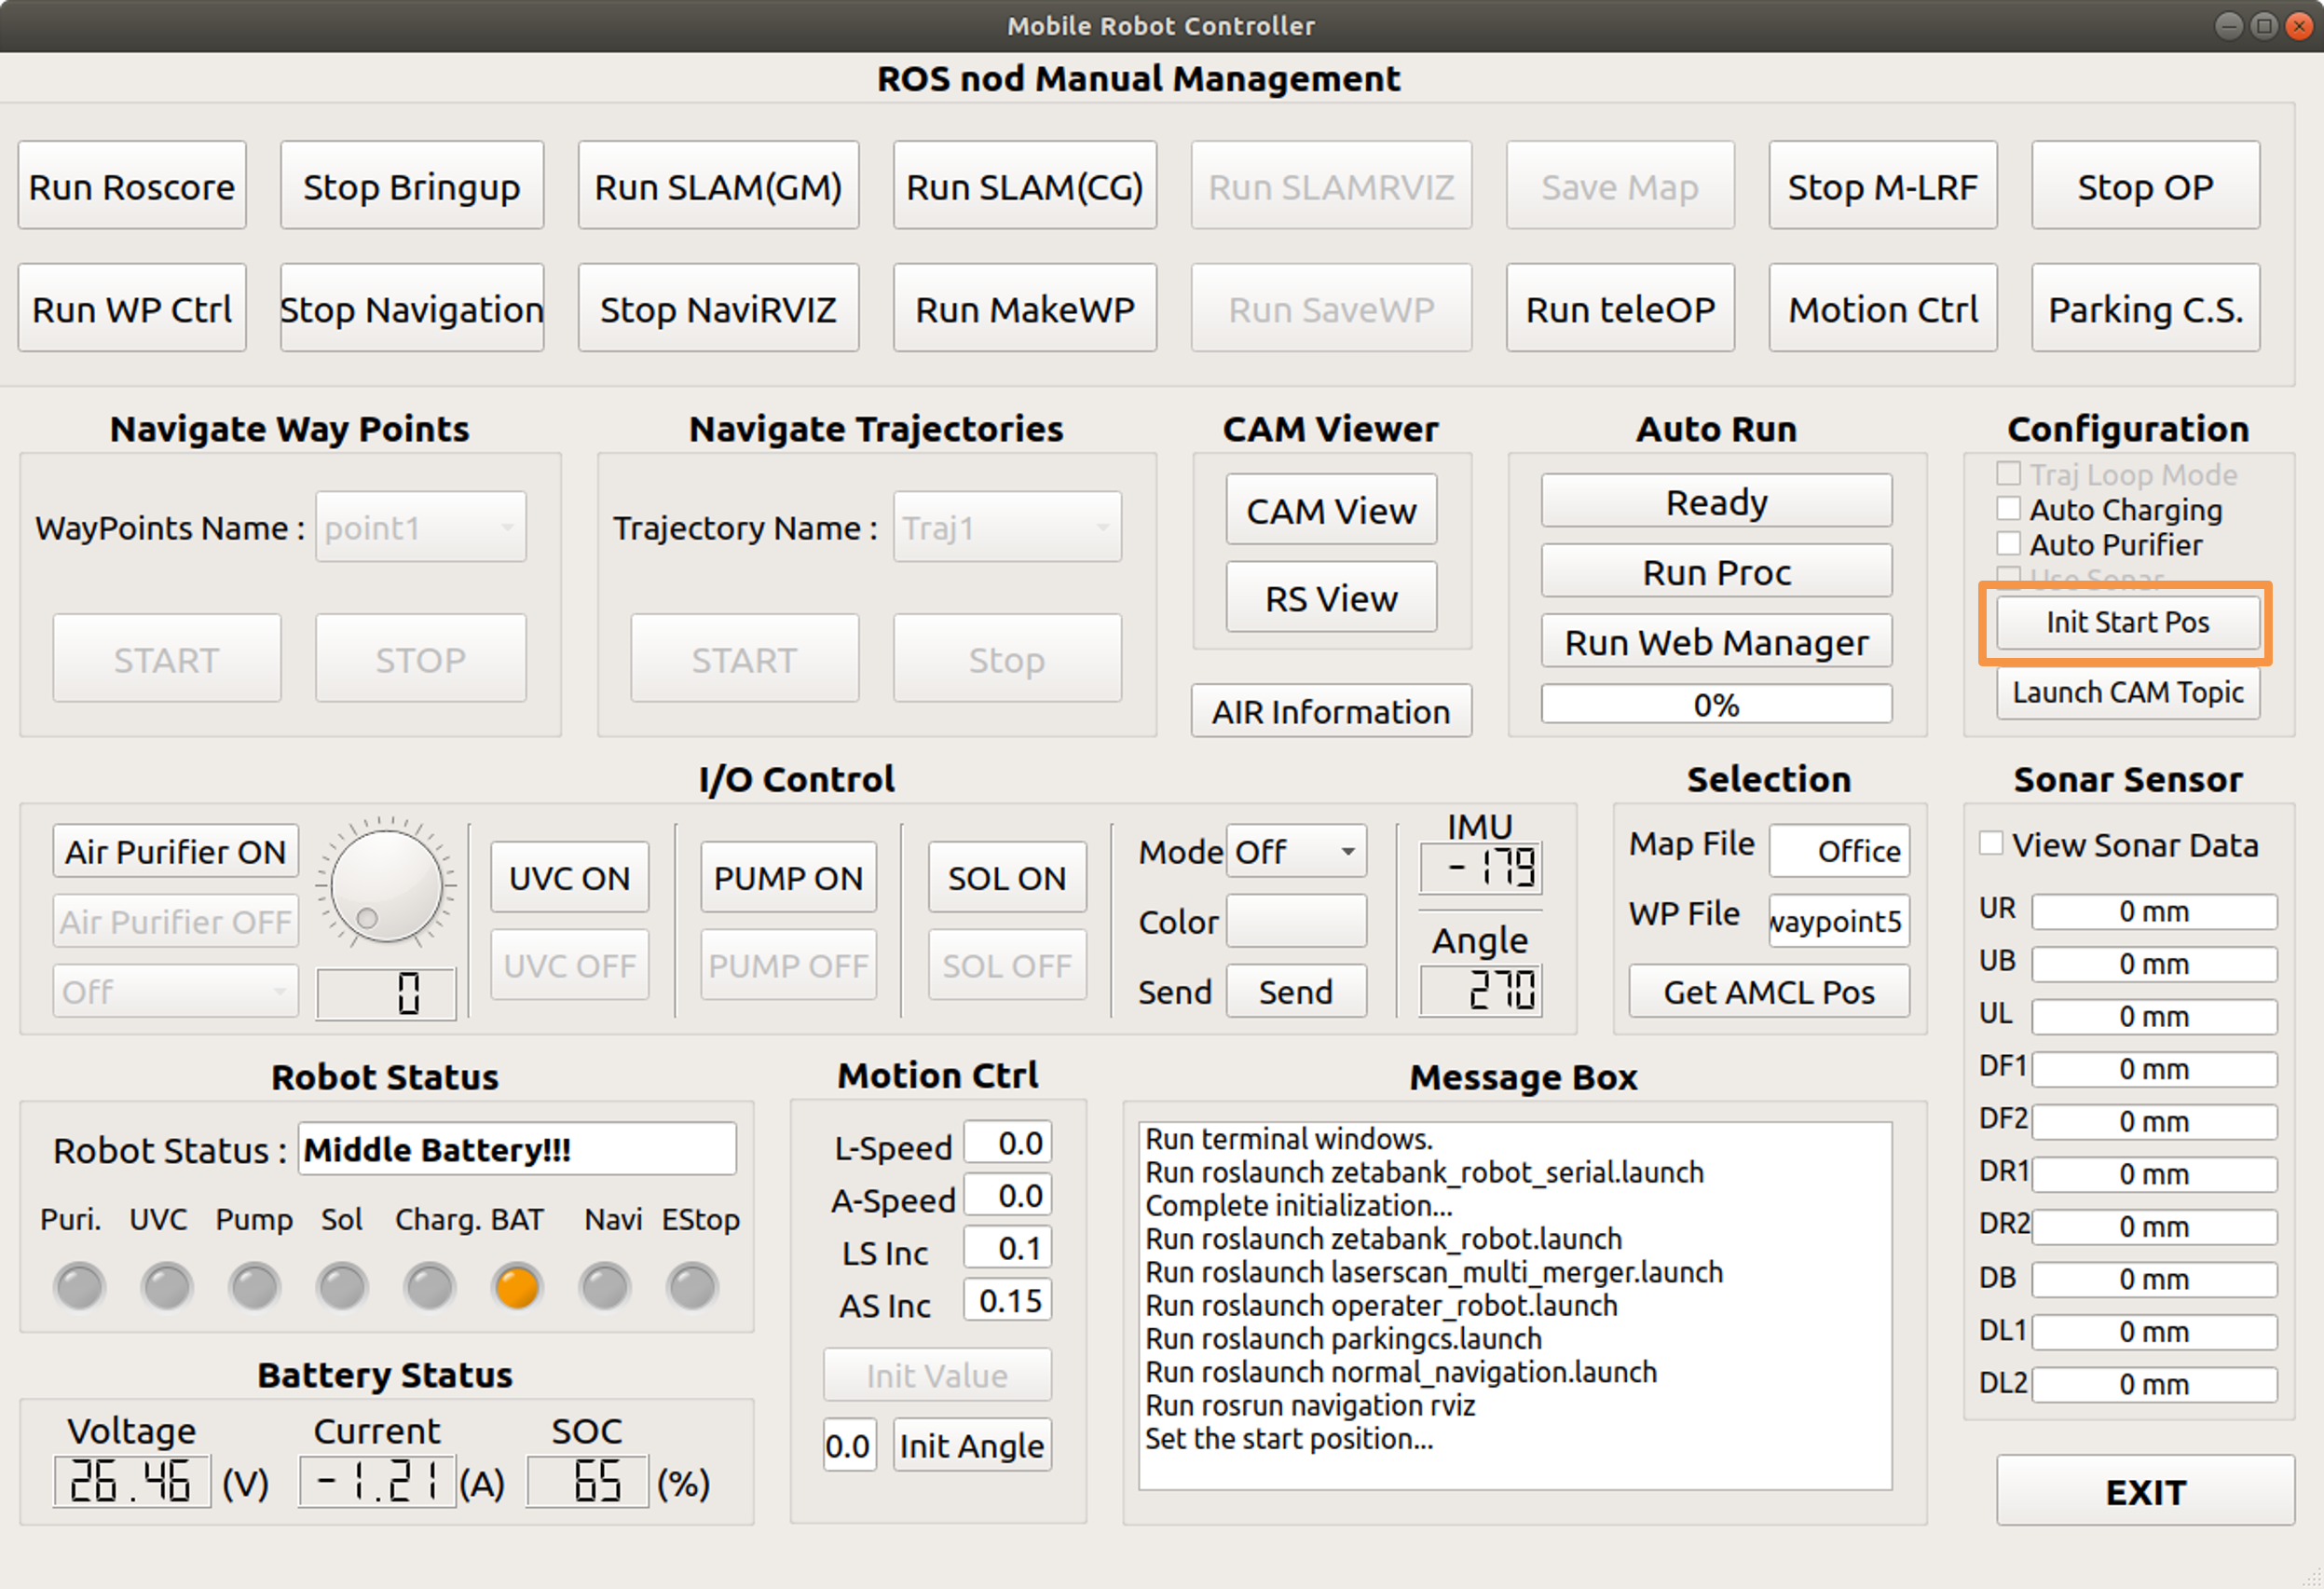 Mobile Robot Controller
ROS nod Manual Management
Run Roscore Stop Bringup Run SLAM(GM) Run SLAM(CG) Run SLAMRVIZ Save Map Stop M-LRF Stop OP
Run WP Ctrl Stop Navigation Stop NaviRVIZ Run MakeWP Run SaveWP Run teleOP Motion Ctrl Parking C.S.
Navigate Way Points
WayPoints Name : point1
START STOP
Navigate Trajectories
Trajectory Name : Traj1
START Stop
CAM Viewer
CAM View
RS View
AIR Information
Auto Run
Ready
Run Proc
Run Web Manager
0%
Configuration
Traj Loop Mode
Auto Charging
Auto Purifier
Use Sonar
Init Start Pos
Launch CAM Topic
I/O Control
Air Purifier ON
Air Purifier OFF
Off
0
UVC ON
UVC OFF
PUMP ON
PUMP OFF
SOL ON
SOL OFF
Mode Off
Color
Send Send
IMU
-179
Angle
270
Selection
Map File Office
WP File waypoint5
Get AMCL Pos
Sonar Sensor
View Sonar Data
UR 0 mm
UB 0 mm
UL 0 mm
DF1 0 mm
DF2 0 mm
DR1 0 mm
DR2 0 mm
DB 0 mm
DL1 0 mm
DL2 0 mm
Robot Status
Robot Status : Middle Battery!!!
Puri. UVC Pump Sol Charg. BAT Navi EStop
Battery Status
Voltage Current SOC
26.46 (V) -1.21 (A) 65 (%)
Motion Ctrl
L-Speed 0.0
A-Speed 0.0
LS Inc 0.1
AS Inc 0.15
Init Value
0.0 Init Angle
Message Box
Run terminal windows.
Run roslaunch zetabank_robot_serial.launch
Complete initialization...
Run roslaunch zetabank_robot.launch
Run roslaunch laserscan_multi_merger.launch
Run roslaunch operater_robot.launch
Run roslaunch parkingcs.launch
Run roslaunch normal_navigation.launch
Run rosrun navigation rviz
Set the start position...
EXIT